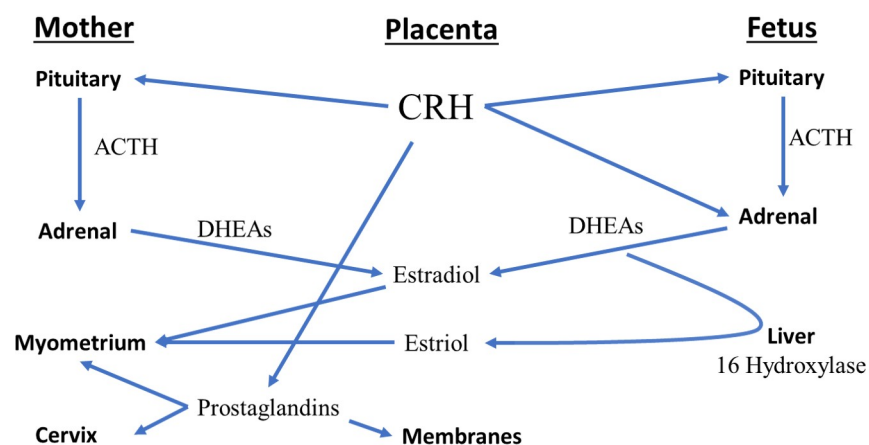 Mother
Placenta
Fetus
Pituitary
CRH
Pituitary
ACTH
ACTH
Adrenal
DHEAs
DHEAs
Adrenal
Estradiol
Myometrium
Estriol
Liver
16 Hydroxylase
Prostaglandins
Cervix
Membranes